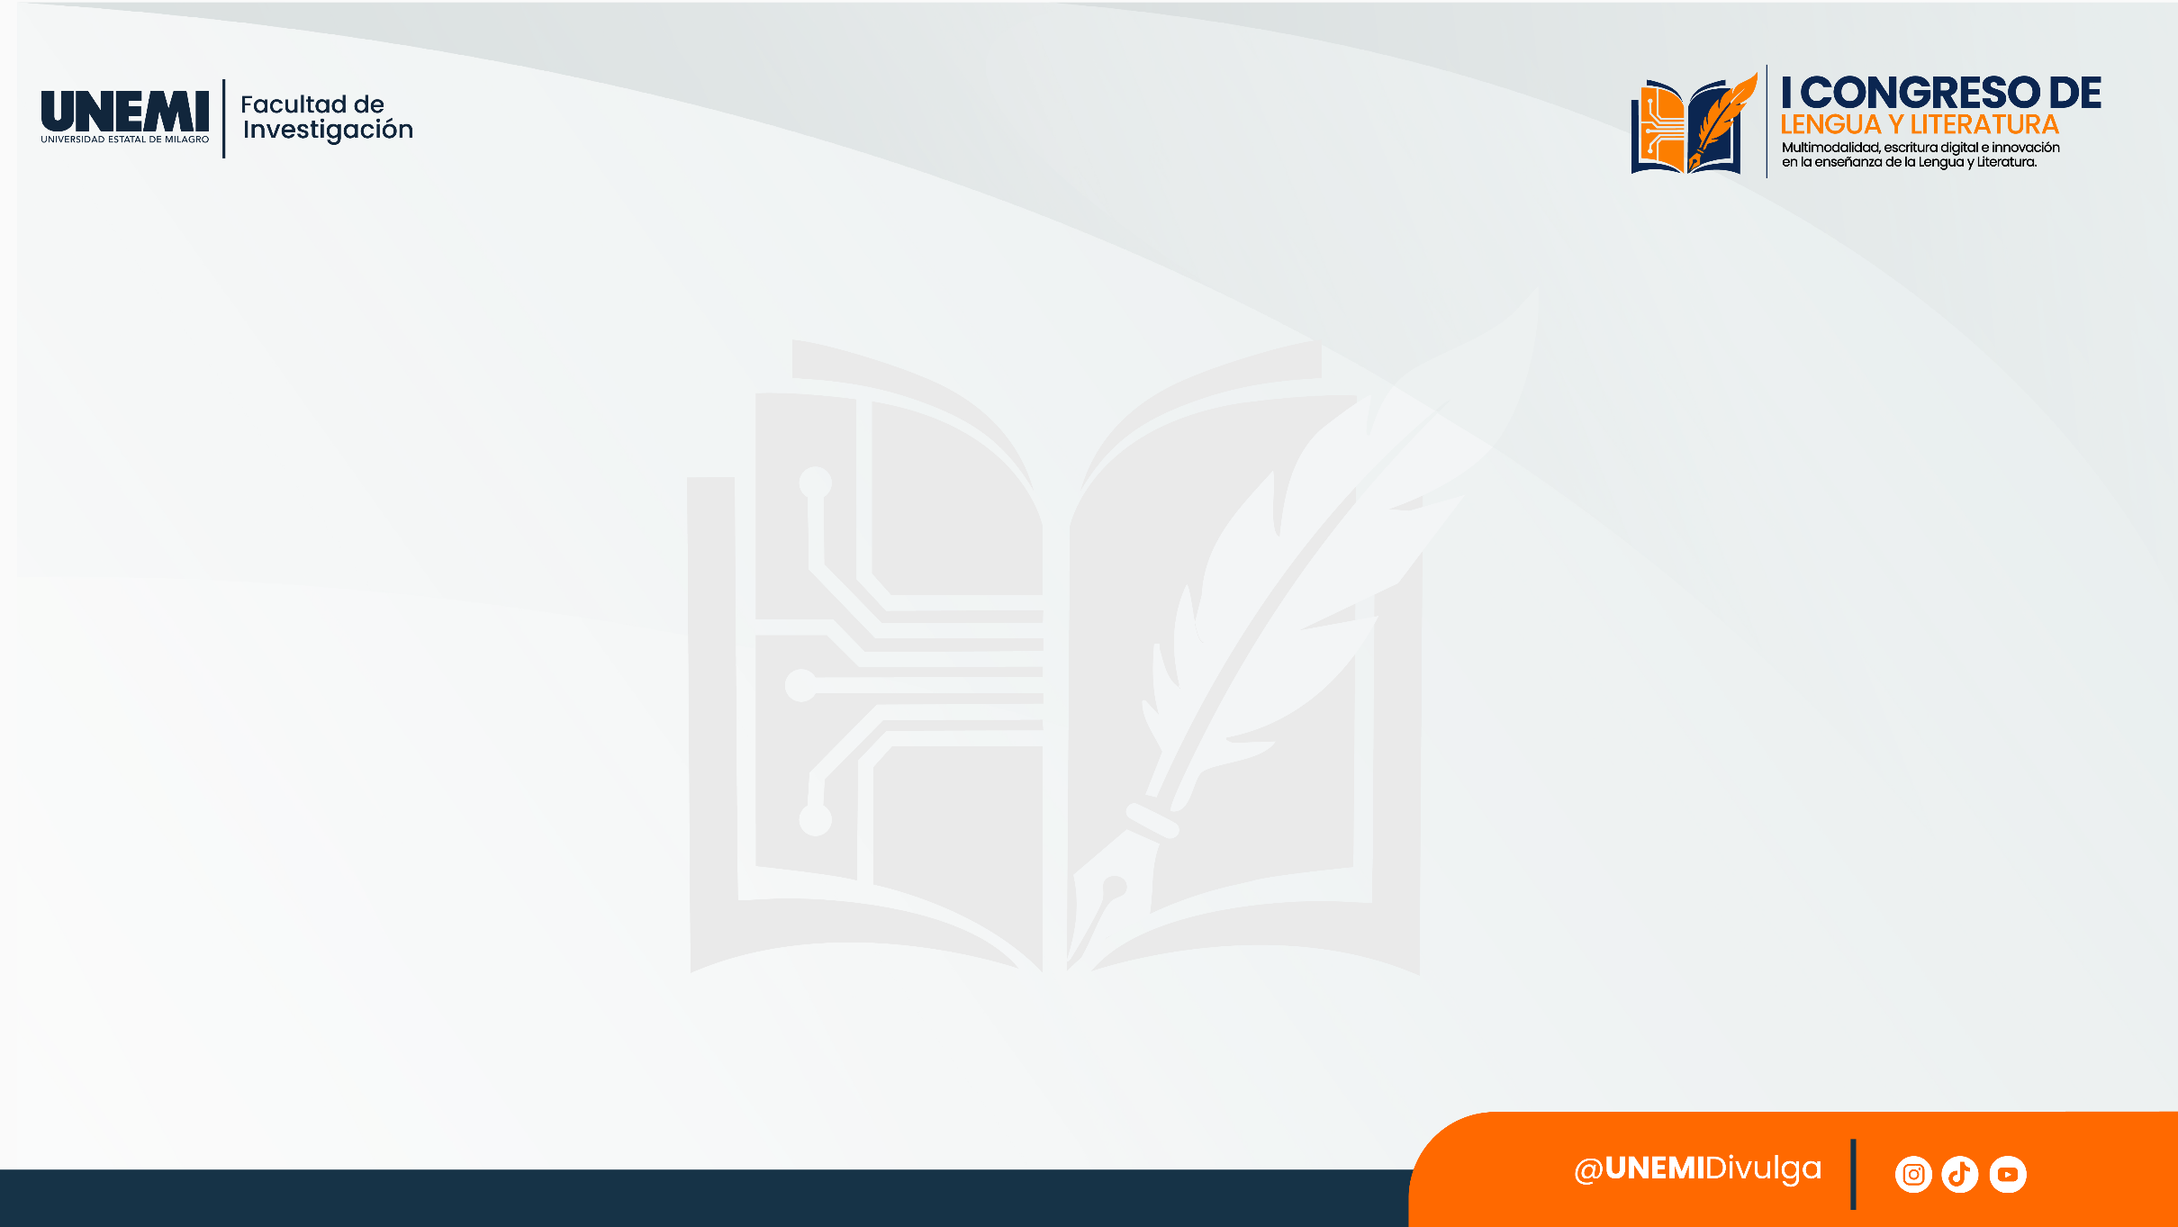 UNEMI
UNIVERSIDAD ESTATAL DE MILAGRO
Facultad de
Investigación
I CONGRESO DE
LENGUA Y LITERATURA
Multimodalidad, escritura digital e innovación
en la enseñanza de la Lengua y Literatura.
@UNEMIDivulga